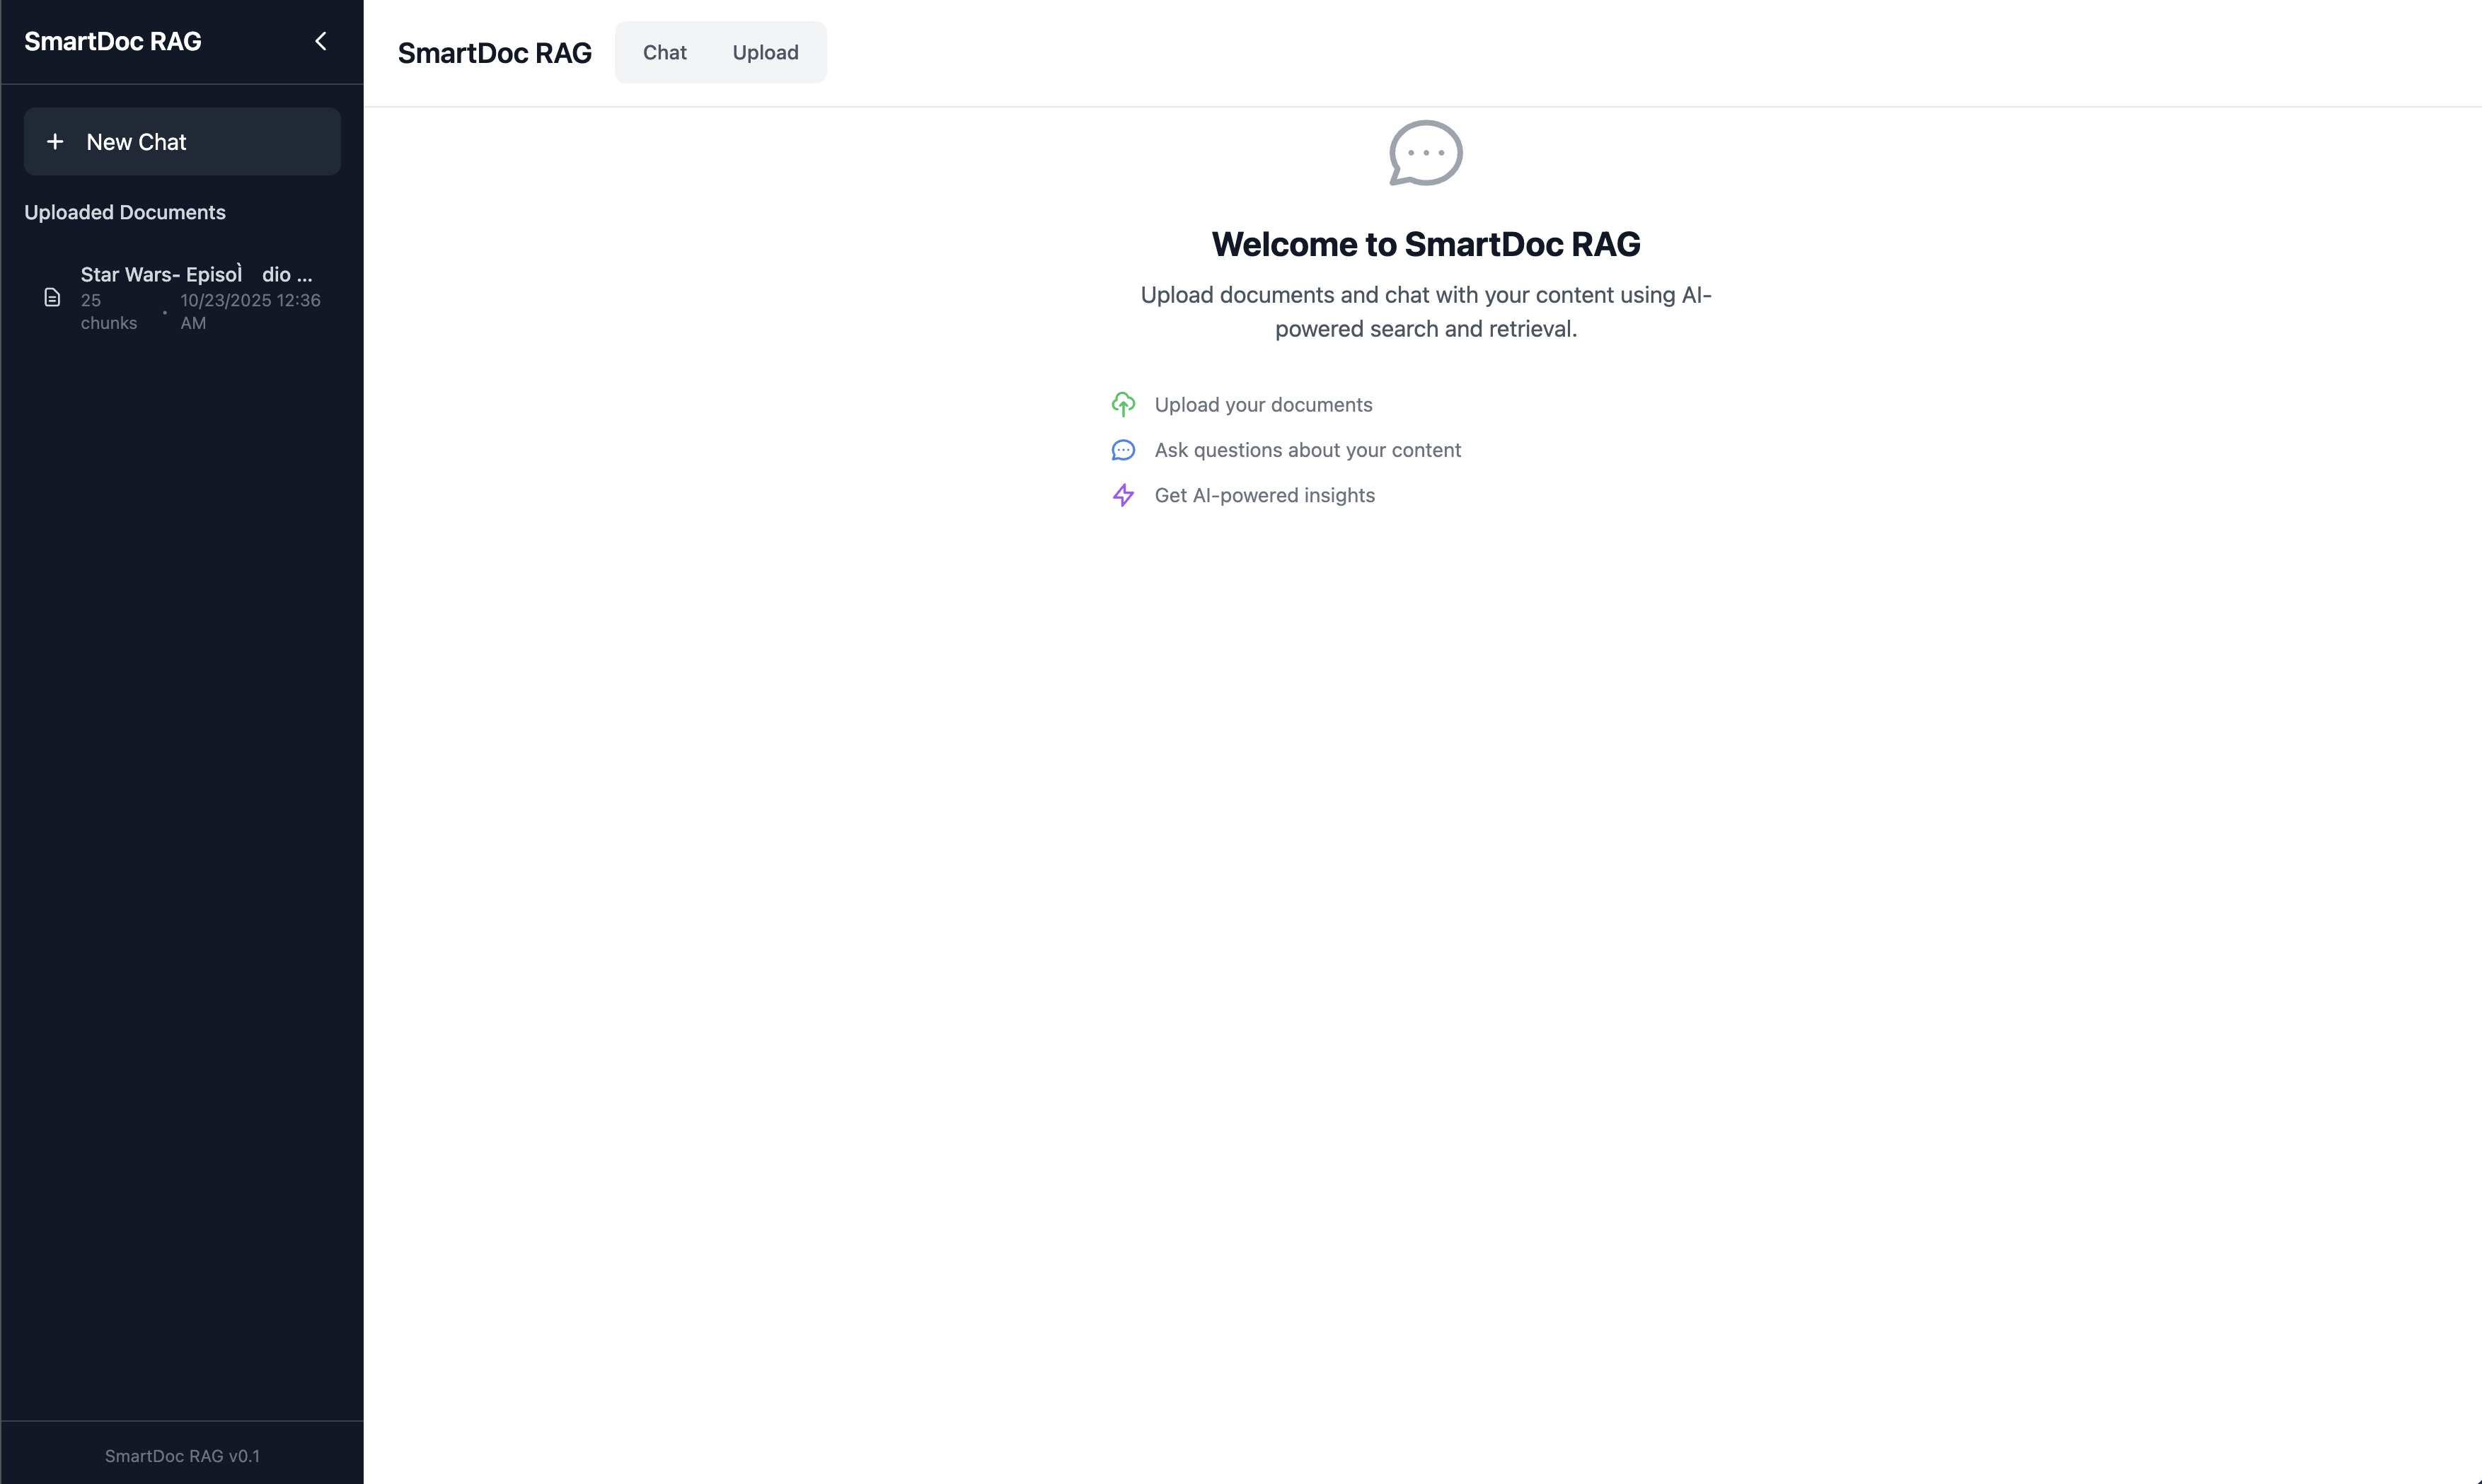 SmartDoc RAG
New Chat
Uploaded Documents
Star Wars- EpisoÌ dio ...
25 chunks • 10/23/2025 12:36 AM
SmartDoc RAG v0.1
SmartDoc RAG
Chat
Upload
Welcome to SmartDoc RAG
Upload documents and chat with your content using AI-
powered search and retrieval.
Upload your documents
Ask questions about your content
Get AI-powered insights